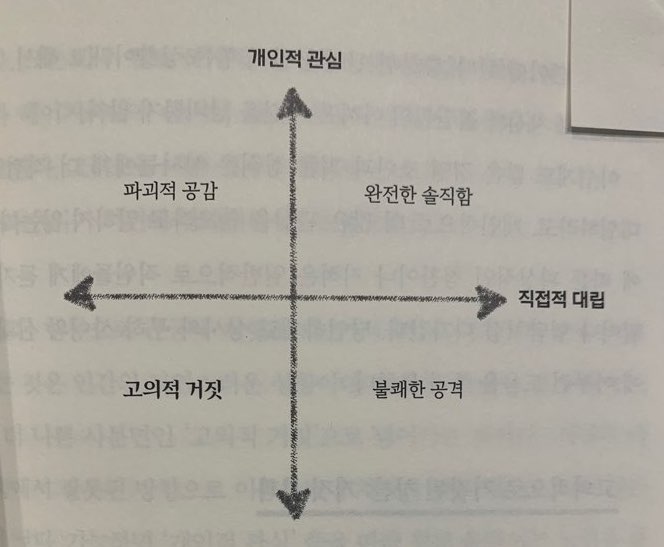 개인적 관심
파괴적 공감
완전한 솔직함
직접적 대립
고의적 거짓
불쾌한 공격